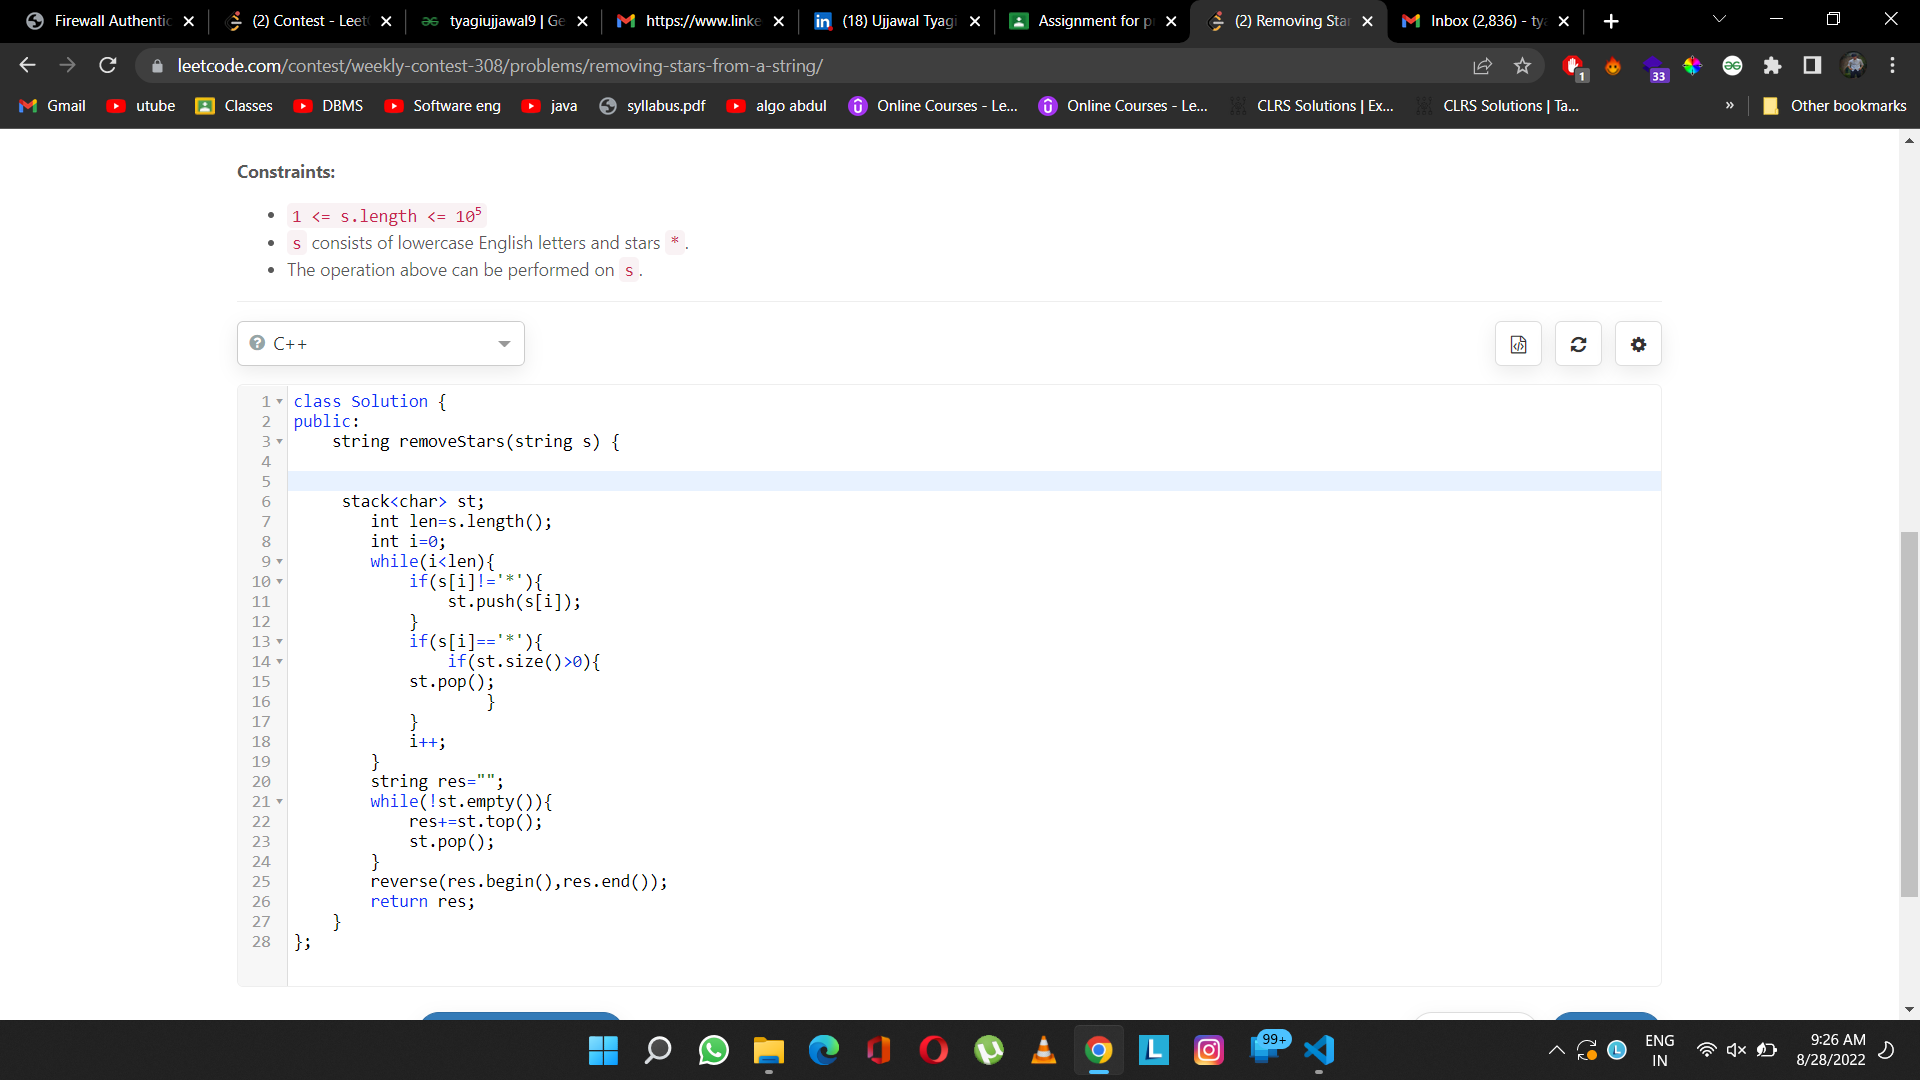 Firewall Authentic
(2) Contest - Leet
tyagiujjawal9 | Ge
https://www.linke
(18) Ujjawal Tyagi
Assignment for p
(2) Removing Star
Inbox (2,836) - tya
leetcode.com/contest/weekly-contest-308/problems/removing-stars-from-a-string/
1
33
Gmail
utube
Classes
DBMS
Software eng
java
syllabus.pdf
algo abdul
Online Courses - Le...
Online Courses - Le...
CLRS Solutions | Ex...
CLRS Solutions | Ta...
»
Other bookmarks
Constraints:
• 1 <= s.length <= 10⁵
• s consists of lowercase English letters and stars *.
• The operation above can be performed on s.
C++
1 class Solution {
2 public:
3     string removeStars(string s) {
4
5
6      stack<char> st;
7         int len=s.length();
8         int i=0;
9         while(i<len){
10             if(s[i]!='*'){
11                 st.push(s[i]);
12             }
13             if(s[i]=='*'){
14                 if(st.size()>0){
15             st.pop();
16                     }
17             }
18             i++;
19         }
20         string res="";
21         while(!st.empty()){
22             res+=st.top();
23             st.pop();
24         }
25         reverse(res.begin(),res.end());
26         return res;
27     }
28 };
99+
ENG
IN
9:26 AM
8/28/2022